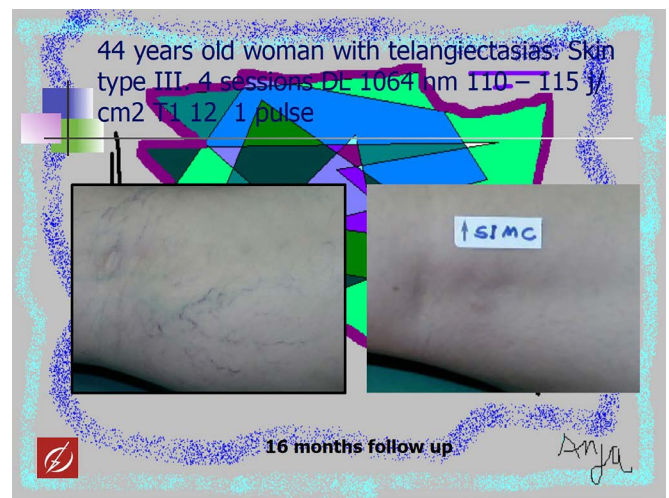 44 years old woman with telangiectasias. Skin
type III. 4 sessions DL 1064 nm 110 – 115 j/
cm2 T1 12 1 pulse
↑ SIMC
16 months follow up
Anja